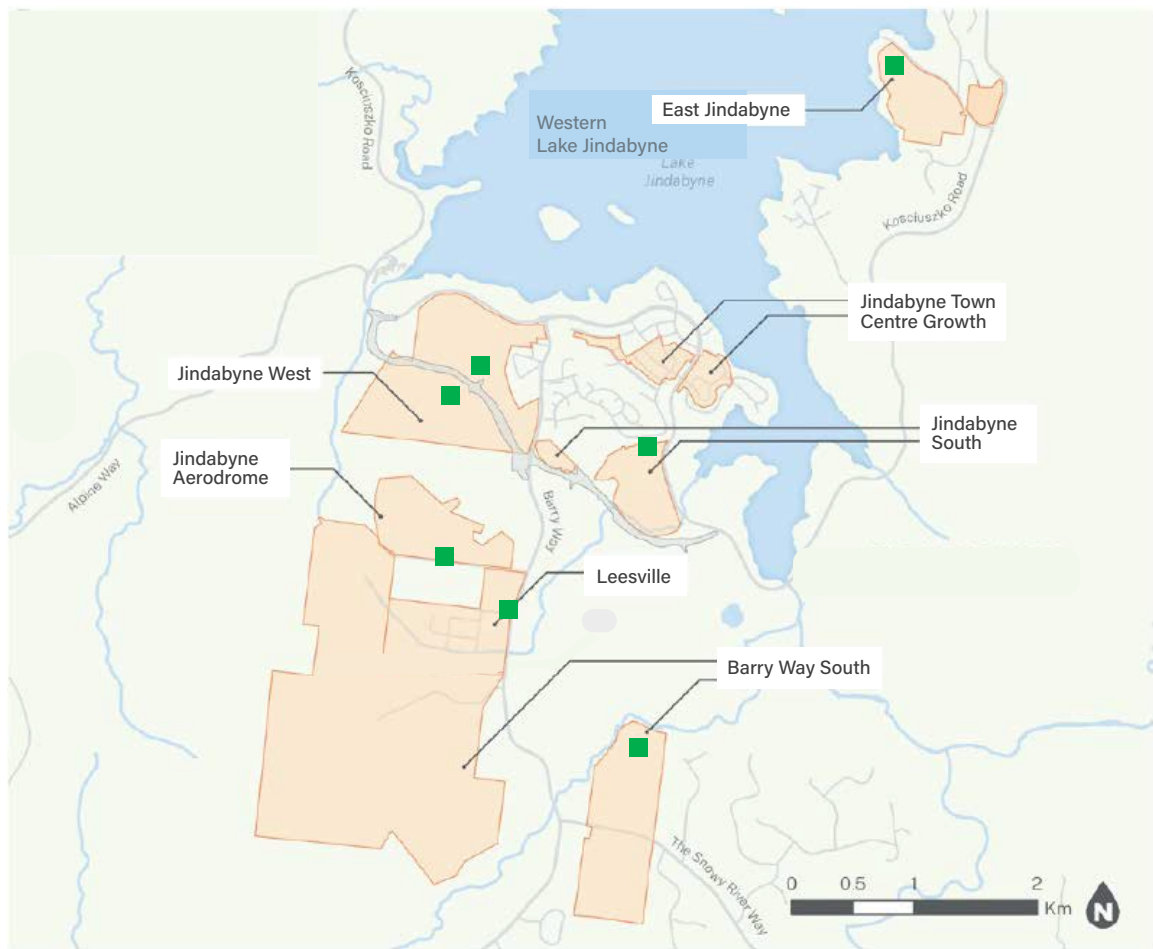 Kosciuszko Road
East Jindabyne
Western
Lake Jindabyne
Lake
Jindabyne
Kosciuszko Road
Jindabyne Town
Centre Growth
Jindabyne West
Jindabyne
South
Jindabyne
Aerodrome
Alpine Way
Barry Way
Leesville
Barry Way South
The Snowy River Way
0 0.5 1 2
Km
N